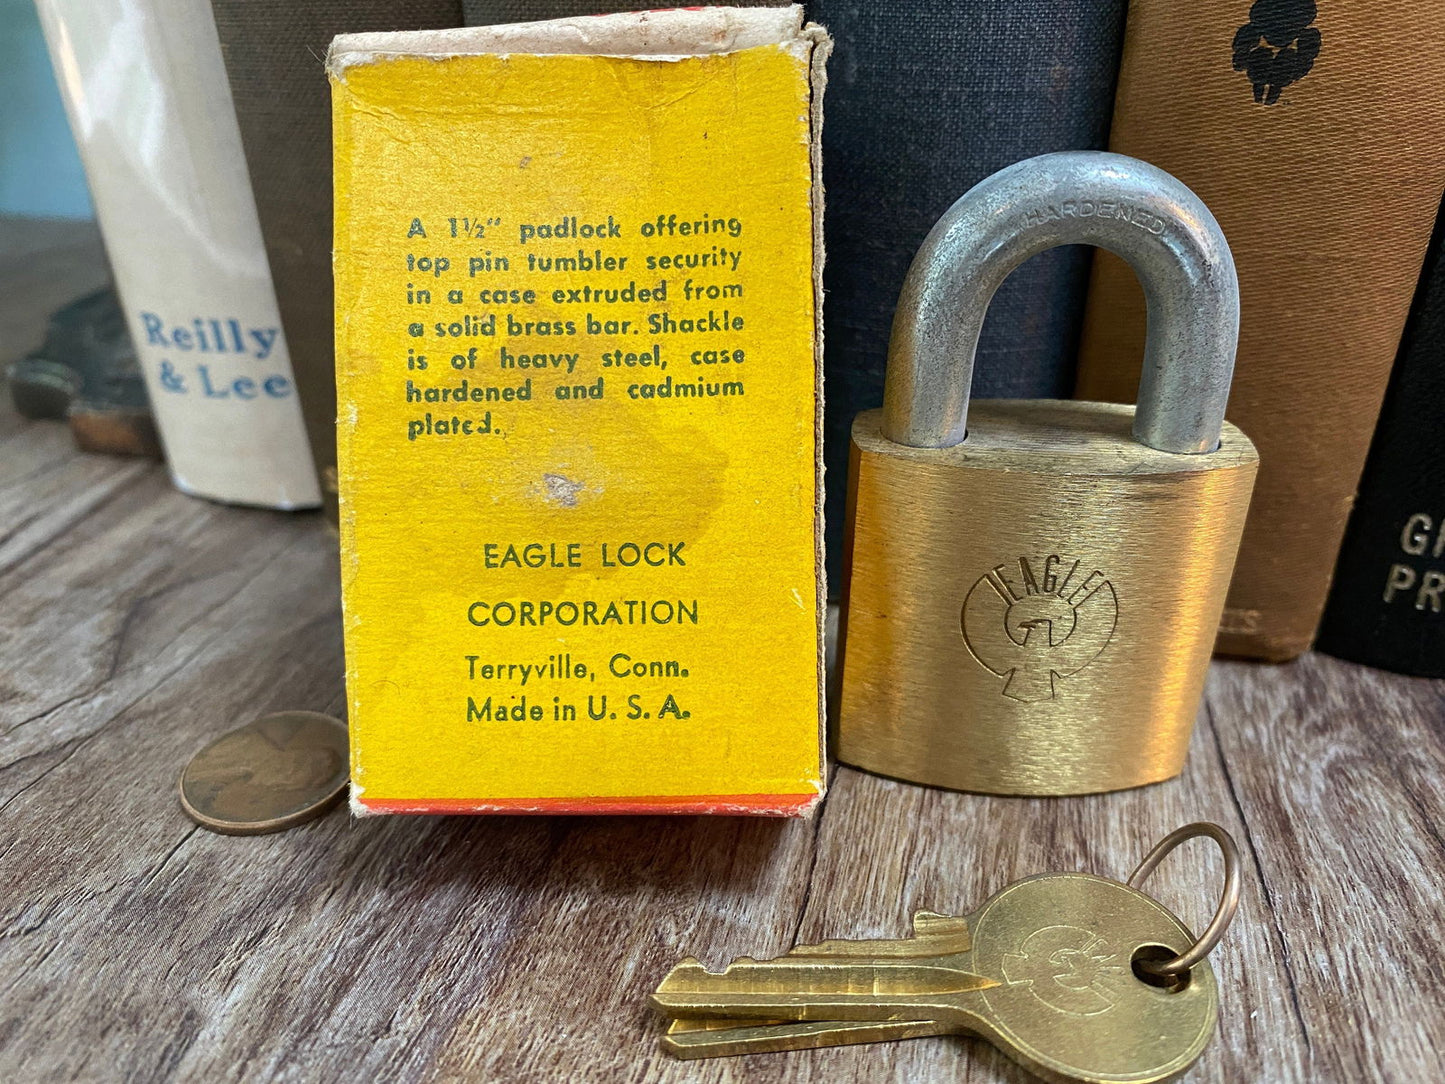 A 1½" padlock offering
top pin tumbler security
in a case extruded from
a solid brass bar. Shackle
is of heavy steel, case
hardened and cadmium
plated.
EAGLE LOCK
CORPORATION
Terryville, Conn.
Made in U. S. A.
Reilly
& Lee
HARDENED
EAGLE